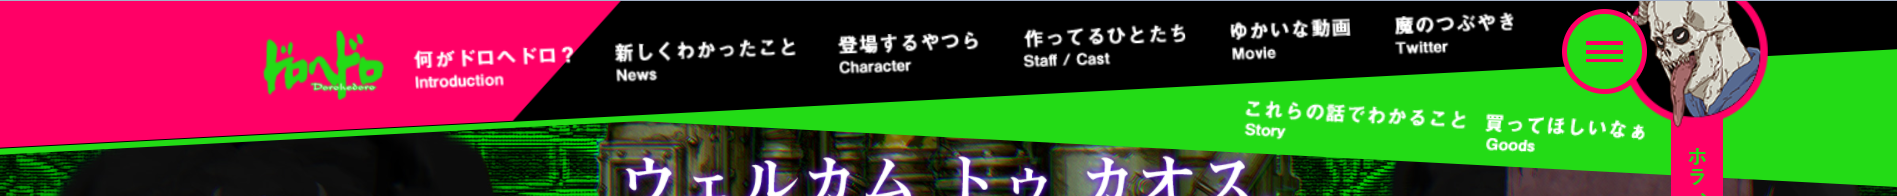 ドロヘドロ
Dorohedoro
何がドロヘドロ？
Introduction
新しくわかったこと
News
登場するやつら
Character
作ってるひとたち
Staff / Cast
ゆかいな動画
Movie
魔のつぶやき
Twitter
これらの話でわかること
Story
買ってほしいなぁ
Goods
ウェルカム トゥ カオス
ホラ